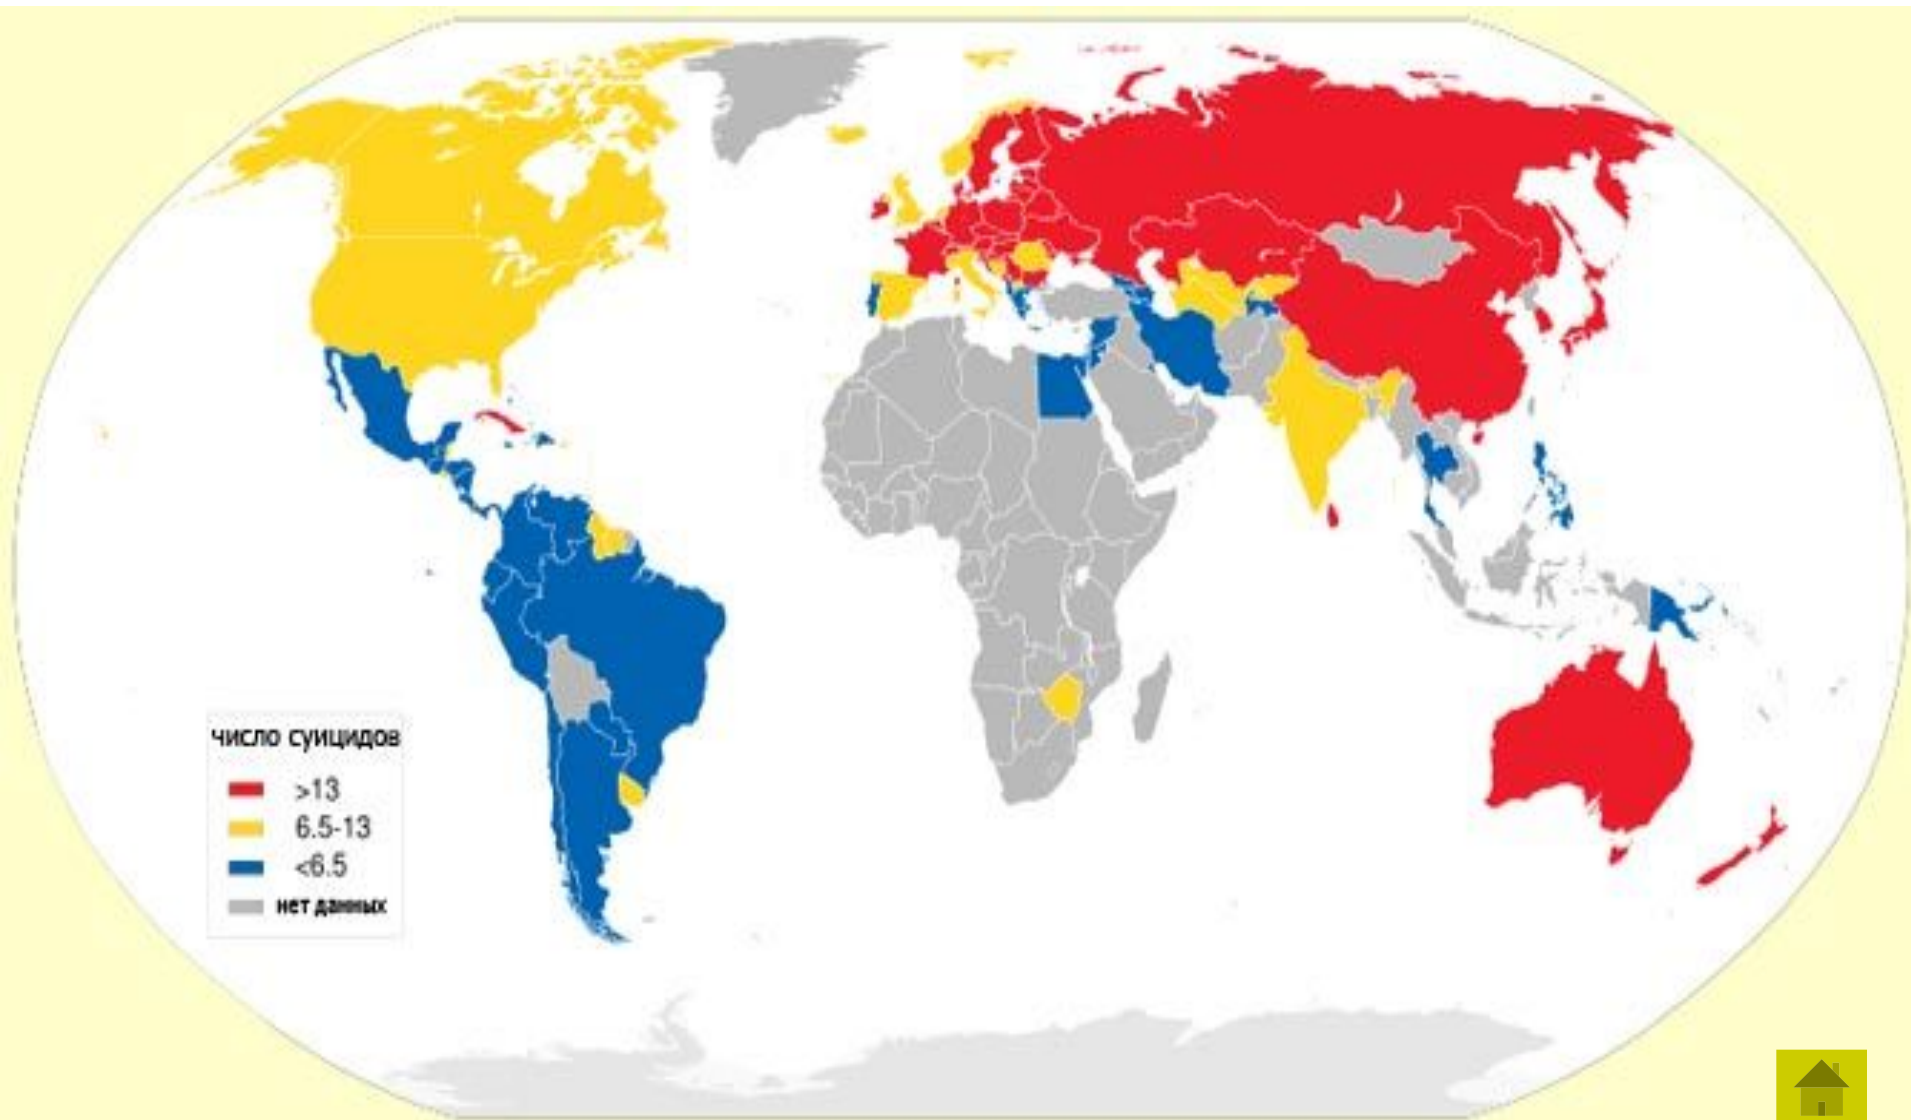 число суицидов
>13
6.5-13
<6.5
нет данных